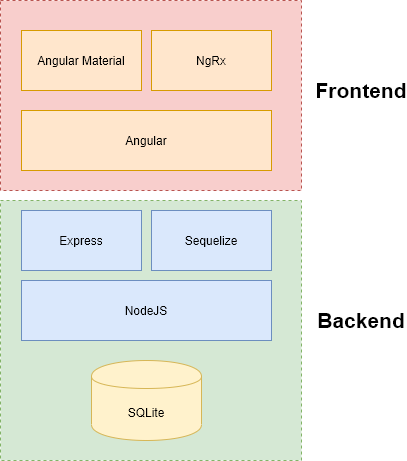 Angular Material
NgRx
Frontend
Angular
Express
Sequelize
NodeJS
Backend
SQLite